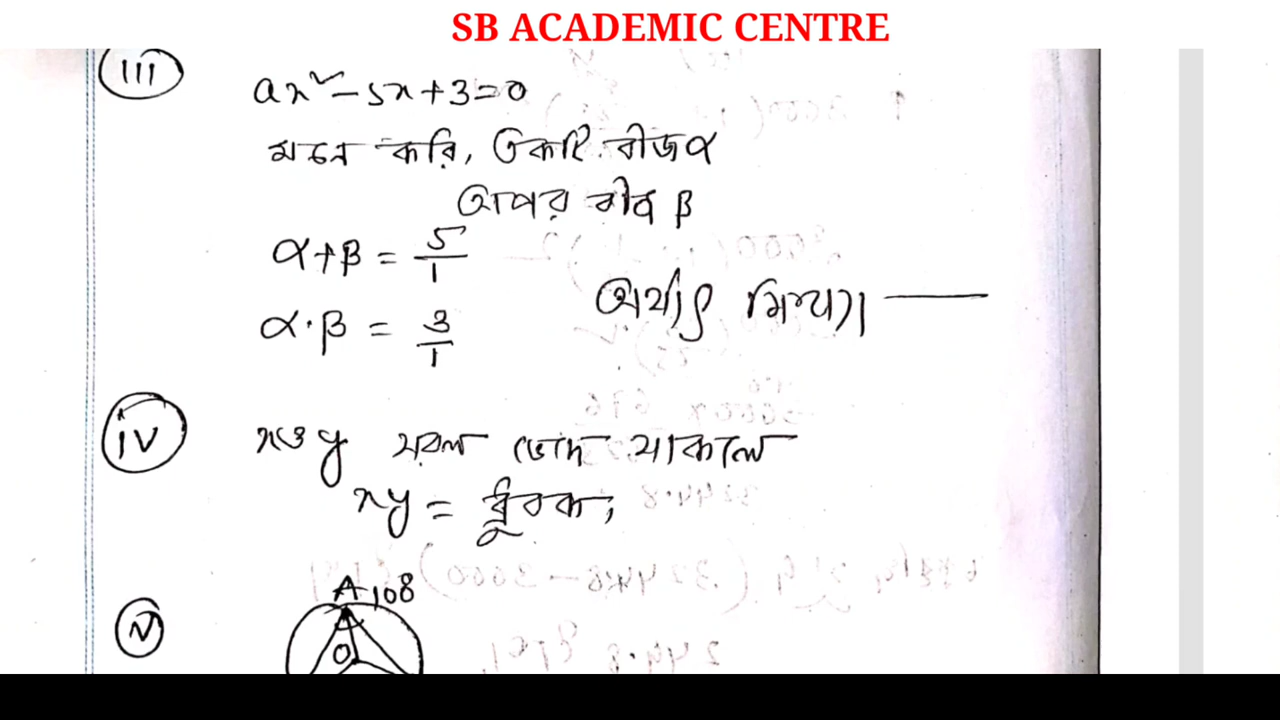 SB ACADEMIC CENTRE
iii
ax² - 5x + 3 = 0
মনে করি, একটি বীজ α
অপর বীজ β
α + β = 5/1
α · β = 3/1
অর্থাৎ মিথ্যা —
iv
x ও y সরল ভেদে থাকলে
xy = ধ্রুবক,
v
A 108
O